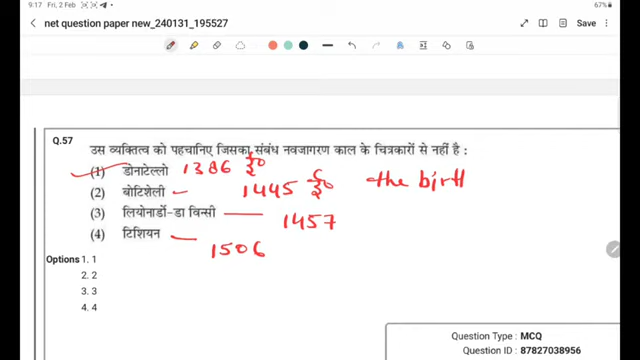 9:17 Fri, 2 Feb 67%
net question paper new_240131_195527
Q.57
उस व्यक्तित्व को पहचानिए जिसका संबंध नवजागरण काल के चित्रकारों से नहीं है :
(1) डोनाटेल्लो 1386 ई०
(2) बोटिशेली 1445 ई० the birth
(3) लियोनार्डो-डा विन्सी 1457
(4) टिशियन 1506
Options 1. 1
2. 2
3. 3
4. 4
Question Type : MCQ
Question ID : 87827038956